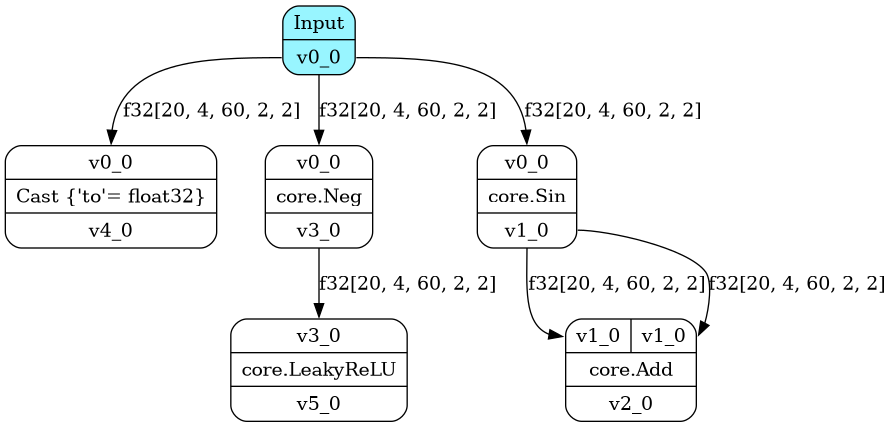 Input
v0_0
f32[20, 4, 60, 2, 2]
f32[20, 4, 60, 2, 2]
f32[20, 4, 60, 2, 2]
v0_0
Cast {'to'= float32}
v4_0
v0_0
core.Neg
v3_0
v0_0
core.Sin
v1_0
f32[20, 4, 60, 2, 2]
f32[20, 4, 60, 2, 2]
f32[20, 4, 60, 2, 2]
v3_0
core.LeakyReLU
v5_0
v1_0
v1_0
core.Add
v2_0